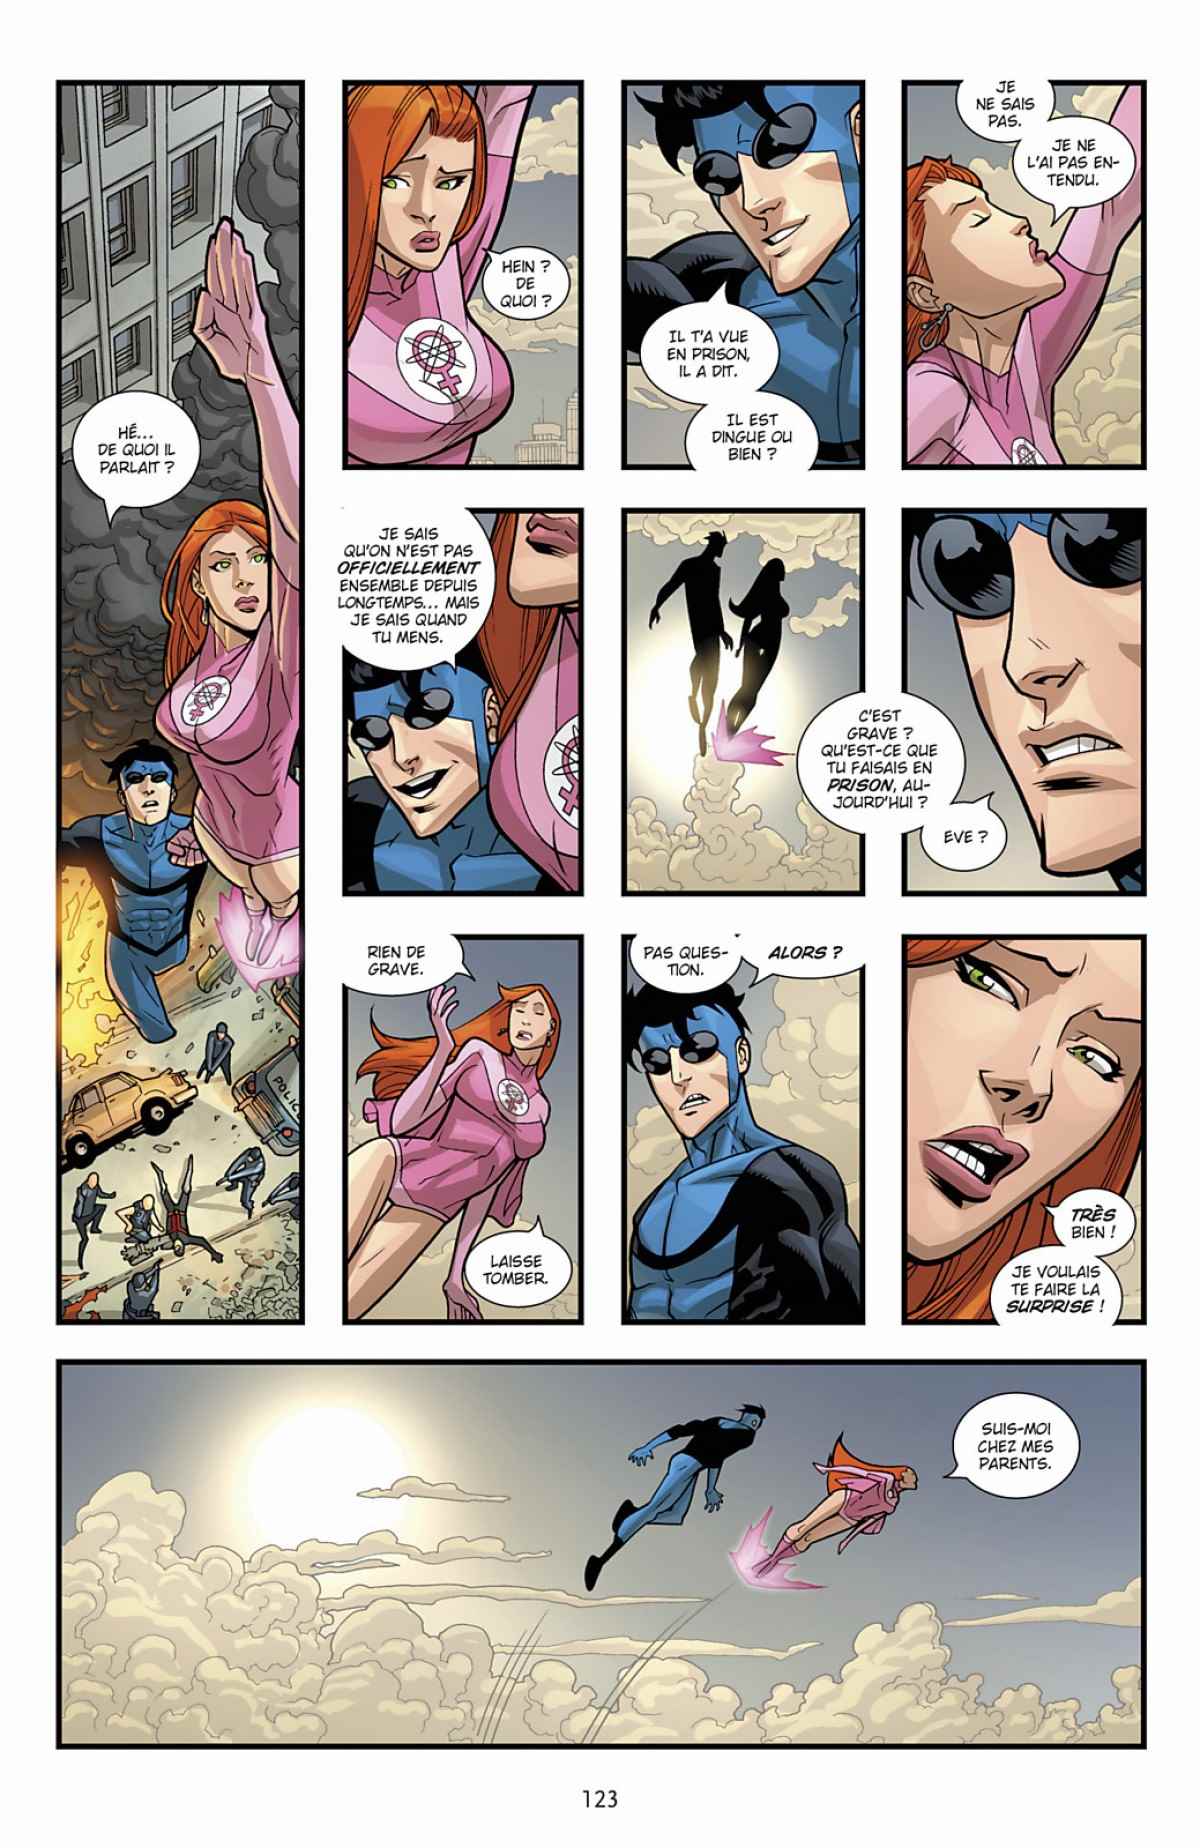 HÉ...
DE QUOI IL
PARLAIT ?
HEIN ?
DE
QUOI ?
IL T'A VUE
EN PRISON,
IL A DIT.
IL EST
DINGUE OU
BIEN ?
JE
NE SAIS
PAS.
JE NE
L'AI PAS EN-
TENDU.
JE SAIS
QU'ON N'EST PAS
OFFICIELLEMENT
ENSEMBLE DEPUIS
LONGTEMPS... MAIS
JE SAIS QUAND
TU MENS.
C'EST
GRAVE ?
QU'EST-CE QUE
TU FAISAIS EN
PRISON, AU-
JOURD'HUI ?
EVE ?
RIEN DE
GRAVE.
LAISSE
TOMBER.
PAS QUES-
TION.
ALORS ?
TRÈS
BIEN !
JE VOULAIS
TE FAIRE LA
SURPRISE !
POLICE
SUIS-MOI
CHEZ MES
PARENTS.
123